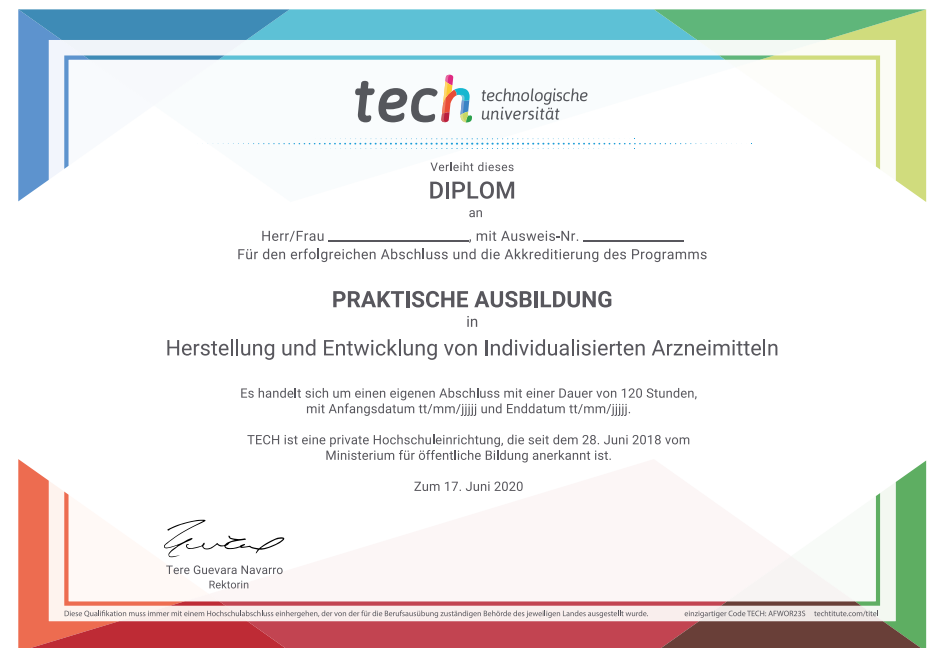 tech technologische
universität
Verleiht dieses
DIPLOM
an
Herr/Frau ____________________, mit Ausweis-Nr. ______________
Für den erfolgreichen Abschluss und die Akkreditierung des Programms
PRAKTISCHE AUSBILDUNG
in
Herstellung und Entwicklung von Individualisierten Arzneimitteln
Es handelt sich um einen eigenen Abschluss mit einer Dauer von 120 Stunden,
mit Anfangsdatum tt/mm/jjjjj und Enddatum tt/mm/jjjjj.
TECH ist eine private Hochschuleinrichtung, die seit dem 28. Juni 2018 vom
Ministerium für öffentliche Bildung anerkannt ist.
Zum 17. Juni 2020
Tere Guevara Navarro
Rektorin
Diese Qualifikation muss immer mit einem Hochschulabschluss einhergehen, der von der für die Berufsausübung zuständigen Behörde des jeweiligen Landes ausgestellt wurde. einzigartiger Code TECH: AFWOR23S techtitute.com/titel